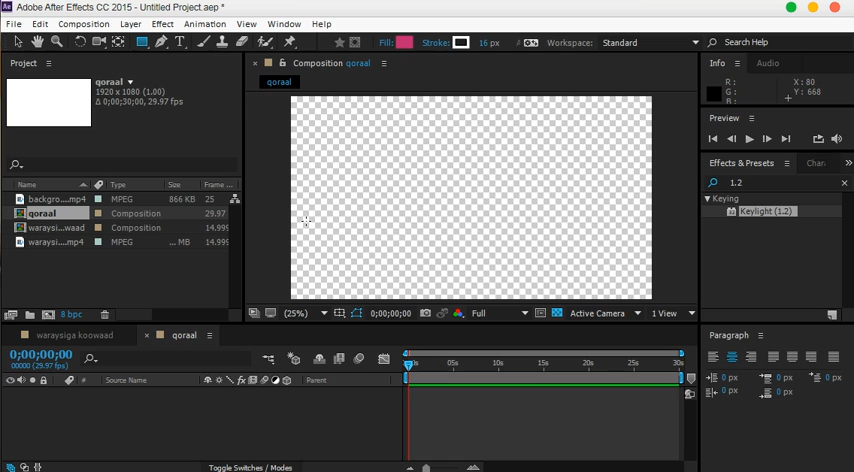 Adobe After Effects CC 2015 - Untitled Project.aep *
File Edit Composition Layer Effect Animation View Window Help
Fill: Stroke: 16 px Workspace: Standard Search Help
Project
qoraal
1920 x 1080 (1.00)
Δ 0;00;30;00, 29.97 fps
Name Type Size Frame ...
backgro....mp4 MPEG 866 KB 25
qoraal Composition 29.97
waraysi...waad Composition 14.999
waraysi....mp4 MPEG ... MB 14.999
8 bpc
Composition qoraal
qoraal
(25%) 0;00;00;00 Full Active Camera 1 View
Info Audio
R : X : 80
G : Y : 668
B :
Preview
Effects & Presets Chara
1.2
Keying
Keylight (1.2)
waraysiga koowaad qoraal
0;00;00;00
00000 (29.97 fps)
# Source Name Parent
05s 10s 15s 20s 25s 30s
Toggle Switches / Modes
Paragraph
0 px 0 px 0 px
0 px 0 px